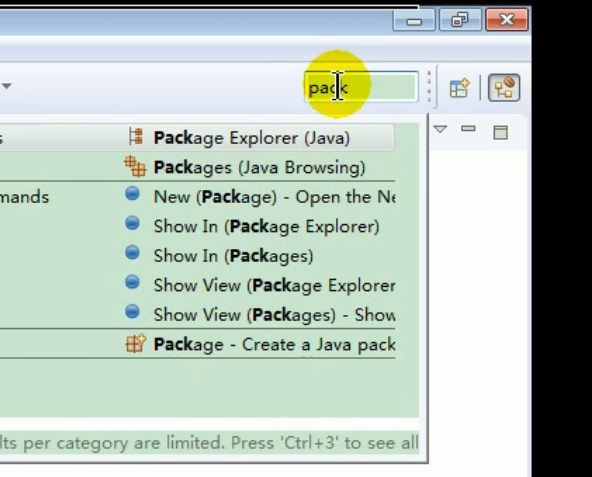 pack
s
Package Explorer (Java)
Packages (Java Browsing)
mands
New (Package) - Open the Ne
Show In (Package Explorer)
Show In (Packages)
Show View (Package Explorer
Show View (Packages) - Show
Package - Create a Java pack
lts per category are limited. Press 'Ctrl+3' to see all